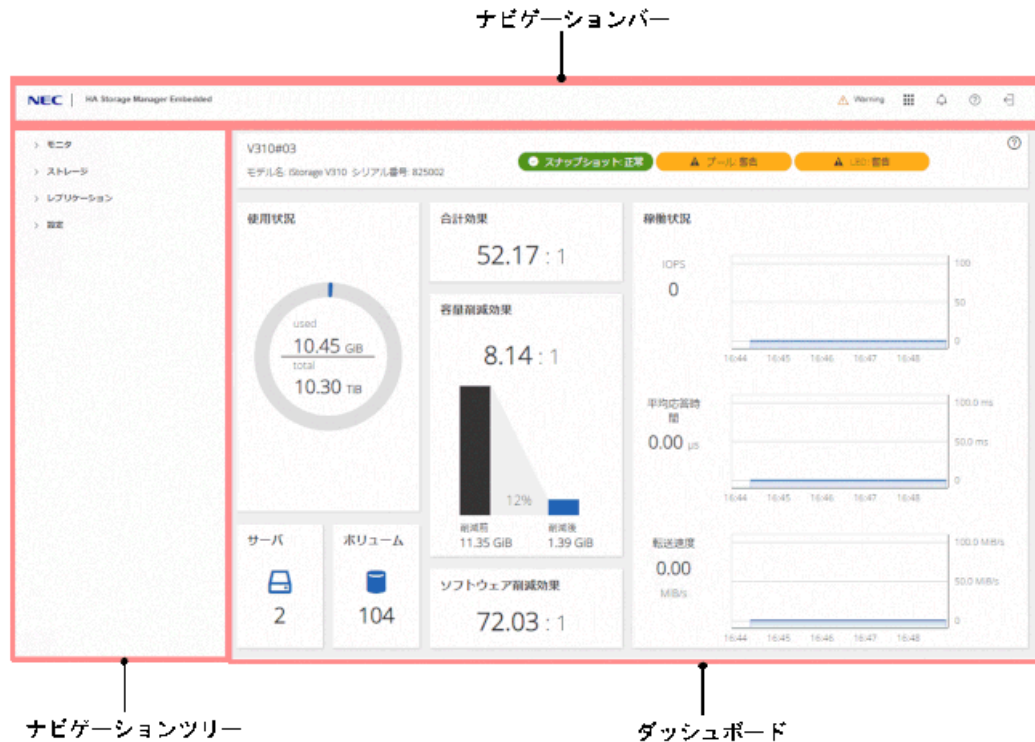 ナビゲーションバー
NEC HA Storage Manager Embedded
Warning
モニタ
ストレージ
レプリケーション
設定
V310#03
モデル名: iStorage V310 シリアル番号: 825002
スナップショット: 正常
プール: 警告
LED: 警告
使用状況
used
10.45 GiB
total
10.30 TiB
サーバ
2
ボリューム
104
合計効果
52.17 : 1
容量削減効果
8.14 : 1
12%
削減前
11.35 GiB
削減後
1.39 GiB
ソフトウェア削減効果
72.03 : 1
稼働状況
IOPS
0
100
50
0
16:44 16:45 16:46 16:47 16:48
平均応答時
間
0.00 μs
100.0 ms
50.0 ms
0
16:44 16:45 16:46 16:47 16:48
転送速度
0.00
MiB/s
100.0 MiB/s
50.0 MiB/s
0
16:44 16:45 16:46 16:47 16:48
ナビゲーションツリー
ダッシュボード